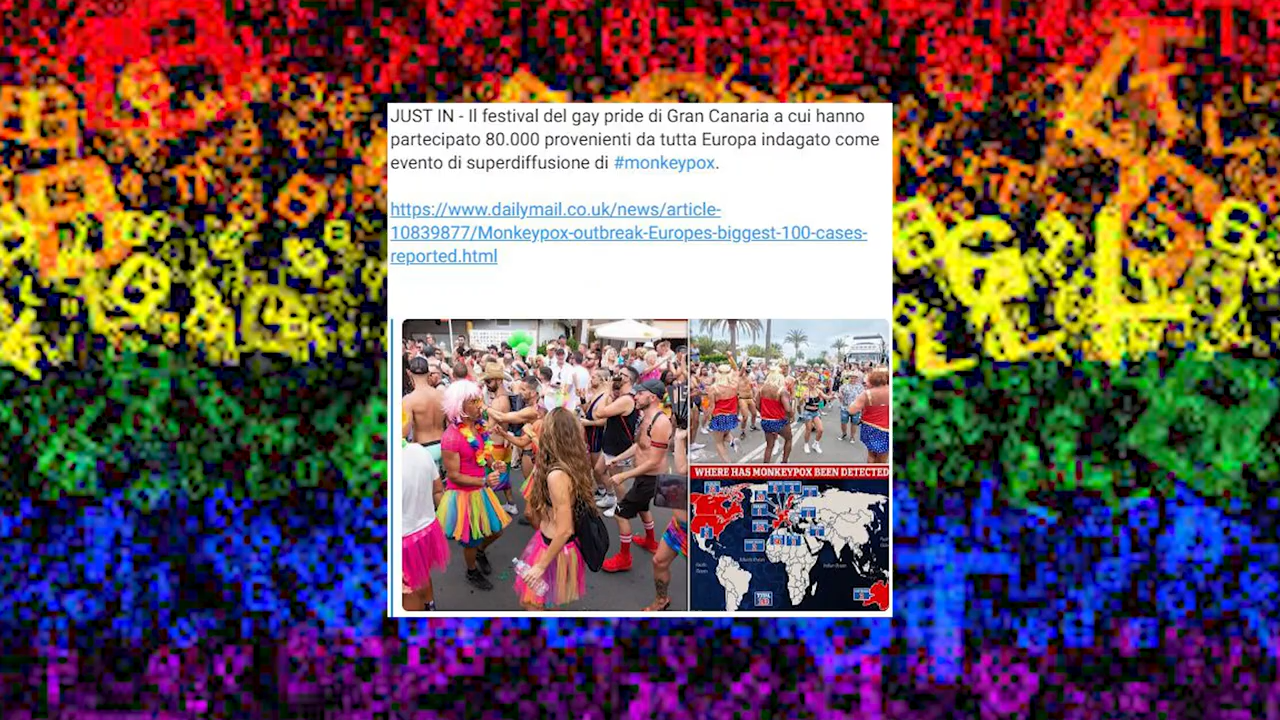 JUST IN - Il festival del gay pride di Gran Canaria a cui hanno
partecipato 80.000 provenienti da tutta Europa indagato come
evento di superdiffusione di #monkeypox.
https://www.dailymail.co.uk/news/article-
10839877/Monkeypox-outbreak-Europes-biggest-100-cases-
reported.html
WHERE HAS MONKEYPOX BEEN DETECTED